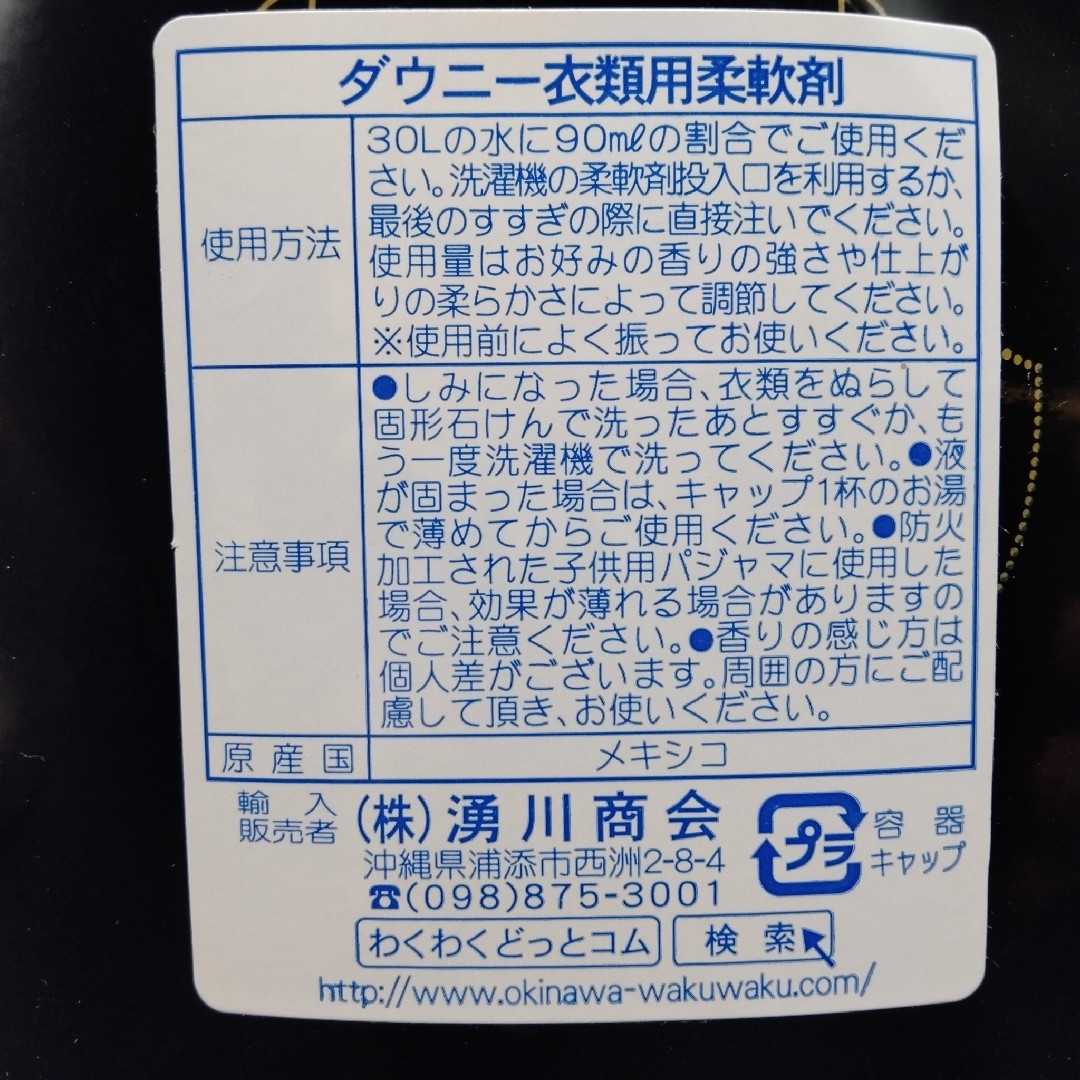 ダウニー衣類用柔軟剤
使用方法
30Lの水に90mlの割合でご使用くだ
さい。洗濯機の柔軟剤投入口を利用するか、
最後のすすぎの際に直接注いでください。
使用量はお好みの香りの強さや仕上が
りの柔らかさによって調節してください。
※使用前によく振ってお使いください。
注意事項
●しみになった場合、衣類をぬらして
固形石けんで洗ったあとすすぐか、も
う一度洗濯機で洗ってください。●液
が固まった場合は、キャップ1杯のお湯
で薄めてからご使用ください。●防火
加工された子供用パジャマに使用した
場合、効果が薄れる場合がありますの
でご注意ください。●香りの感じ方は
個人差がございます。周囲の方にご配
慮して頂き、お使いください。
原産国
メキシコ
輸入
販売者
(株)湧川商会
沖縄県浦添市西洲2-8-4
☎(098)875-3001
プラ
容器
キャップ
わくわくどっとコム
検索
http://www.okinawa-wakuwaku.com/